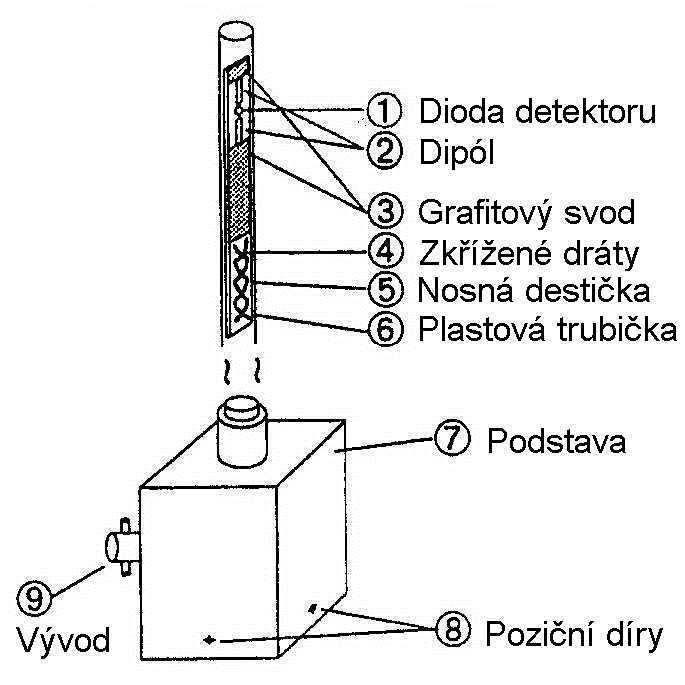 ① Dioda detektoru
② Dipól
③ Grafitový svod
④ Zkřížené dráty
⑤ Nosná destička
⑥ Plastová trubička
⑦ Podstava
⑨
Vývod
⑧ Poziční díry